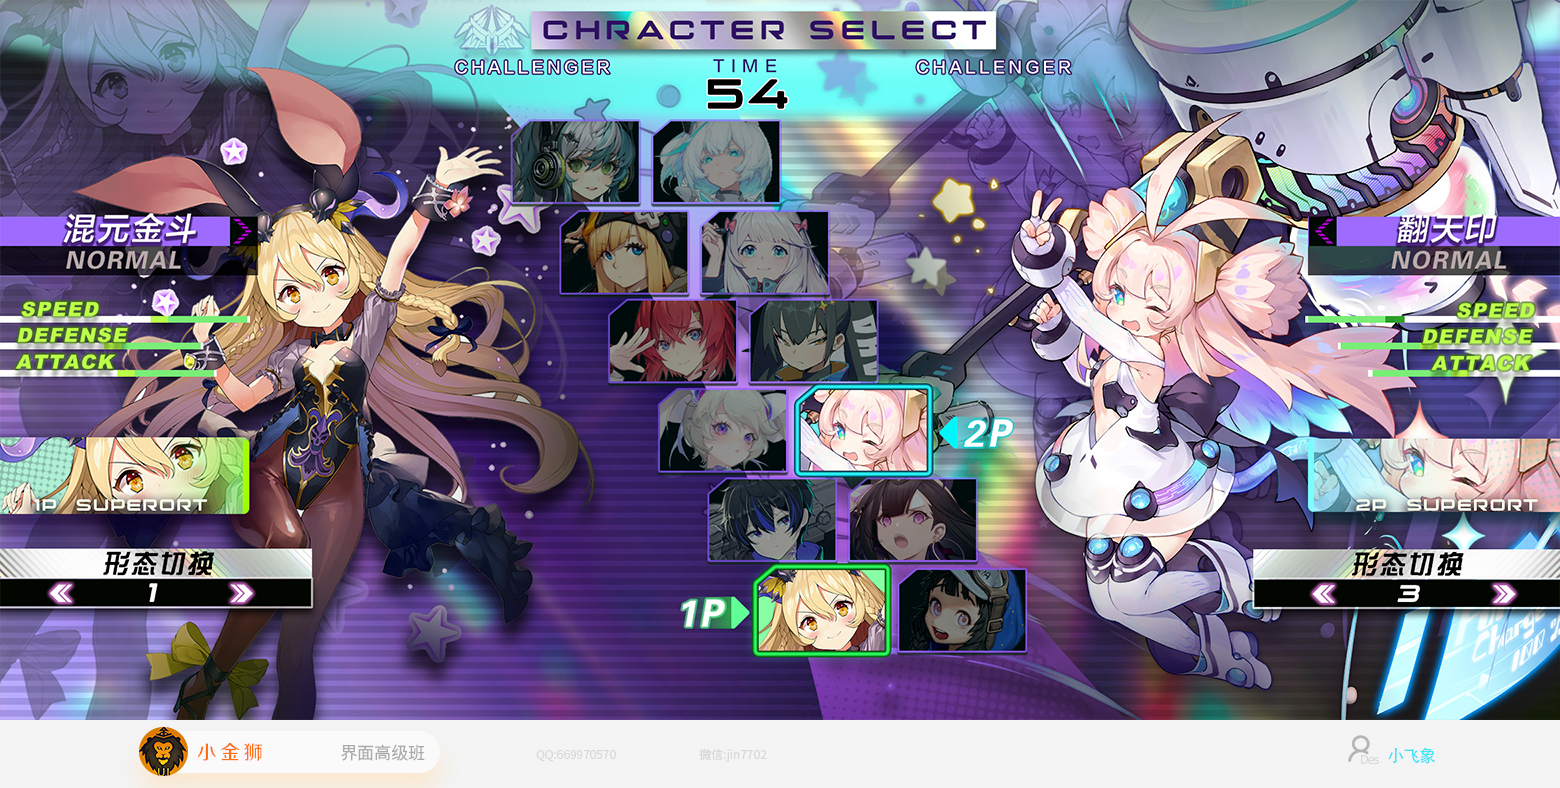 CHRACTER SELECT
CHALLENGER
TIME
CHALLENGER
54
混元金斗
NORMAL
翻天印
NORMAL
SPEED
DEFENSE
ATTACK
SPEED
DEFENSE
ATTACK
2P
1P SUPERORT
2P SUPERORT
形态切换
1
形态切换
3
1P
小金狮
界面高级班
QQ:669970570
微信:jin7702
Des
小飞象